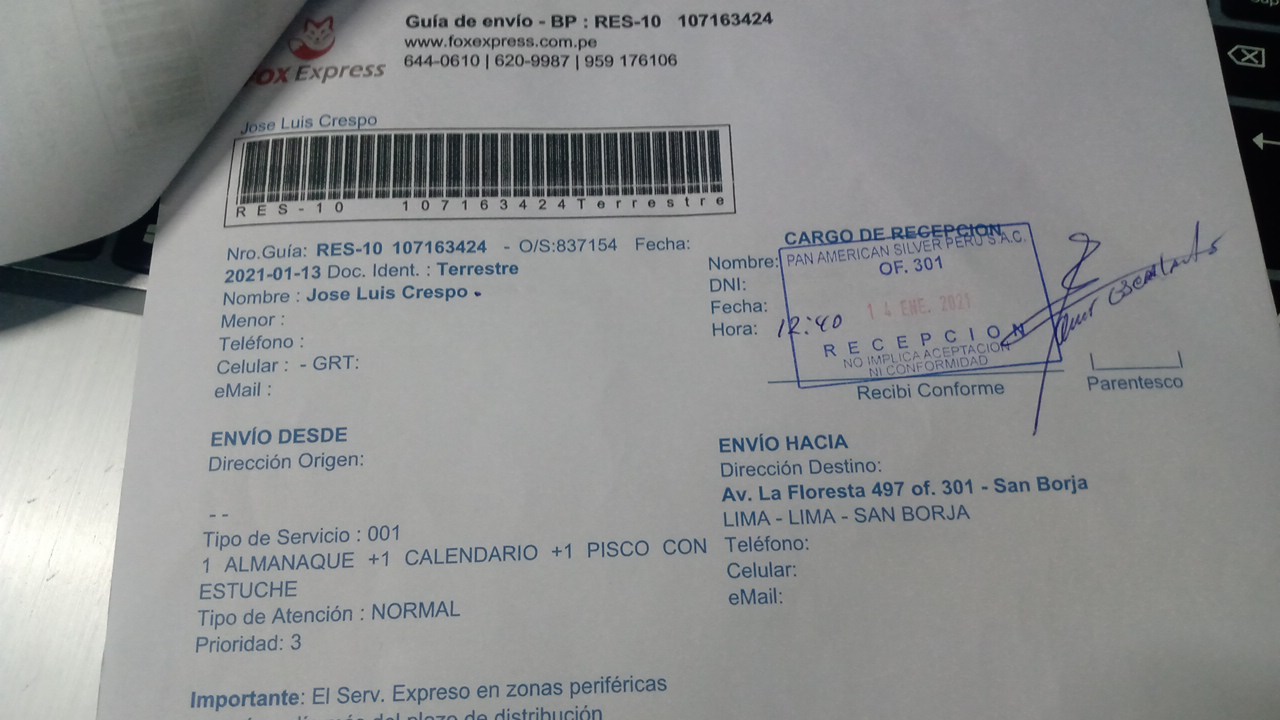 Guía de envío - BP : RES-10 107163424
www.foxexpress.com.pe
644-0610 | 620-9987 | 959 176106
FOX Express
Jose Luis Crespo
RES-10 107163424Terrestre
Nro.Guía: RES-10 107163424 - O/S:837154 Fecha:
2021-01-13 Doc. Ident. : Terrestre
Nombre : Jose Luis Crespo
Menor :
Teléfono :
Celular : - GRT:
eMail :
CARGO DE RECEPCION
Nombre:
DNI:
Fecha:
Hora: 12:40
PAN AMERICAN SILVER PERU S.A.C.
OF. 301
14 ENE. 2021
RECEPCION
NO IMPLICA ACEPTACION
NI CONFORMIDAD
Recibi Conforme
Parentesco
ENVÍO DESDE
Dirección Origen:
- -
Tipo de Servicio : 001
1 ALMANAQUE +1 CALENDARIO +1 PISCO CON
ESTUCHE
Tipo de Atención : NORMAL
Prioridad: 3
ENVÍO HACIA
Dirección Destino:
Av. La Floresta 497 of. 301 - San Borja
LIMA - LIMA - SAN BORJA
Teléfono:
Celular:
eMail:
Importante: El Serv. Expreso en zonas periféricas
del plazo de distribución